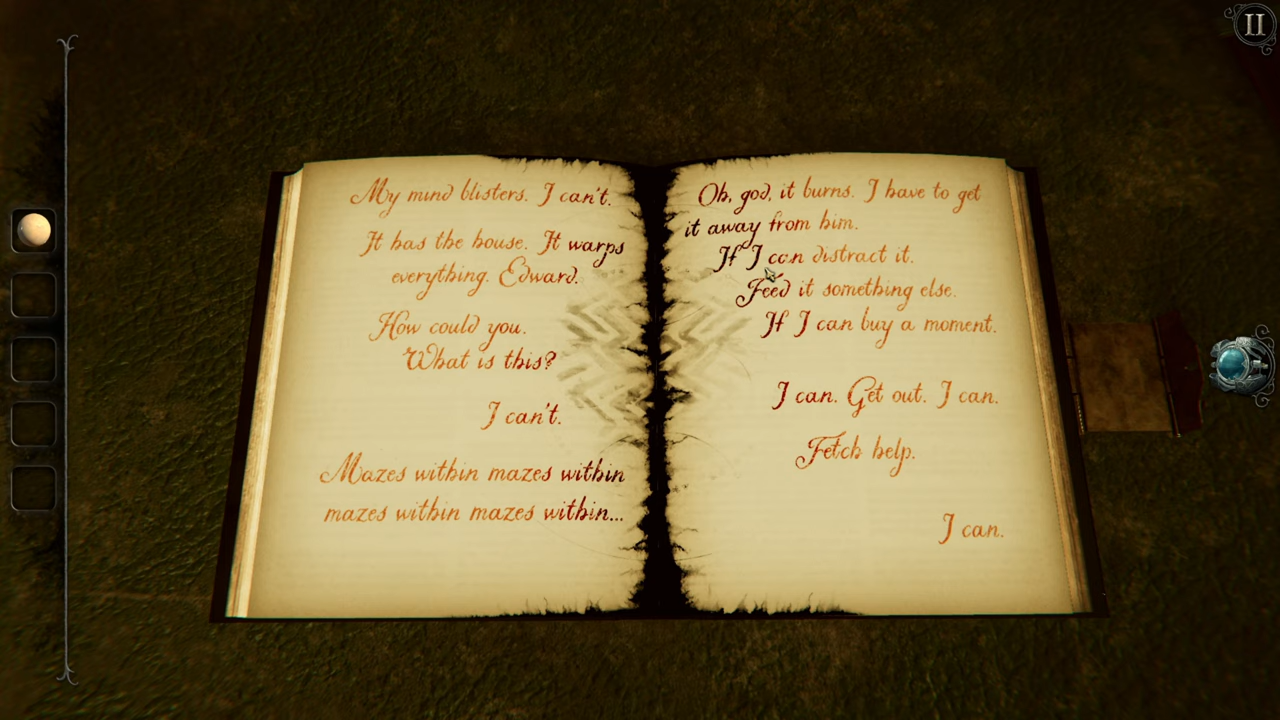 My mind blisters. I can't.
It has the house. It warps
everything. Edward.
How could you.
What is this?
I can't.
Mazes within mazes within
mazes within mazes within...
Oh, god, it burns. I have to get
it away from him.
If I can distract it.
Feed it something else.
If I can buy a moment.
I can. Get out. I can.
Fetch help.
I can.